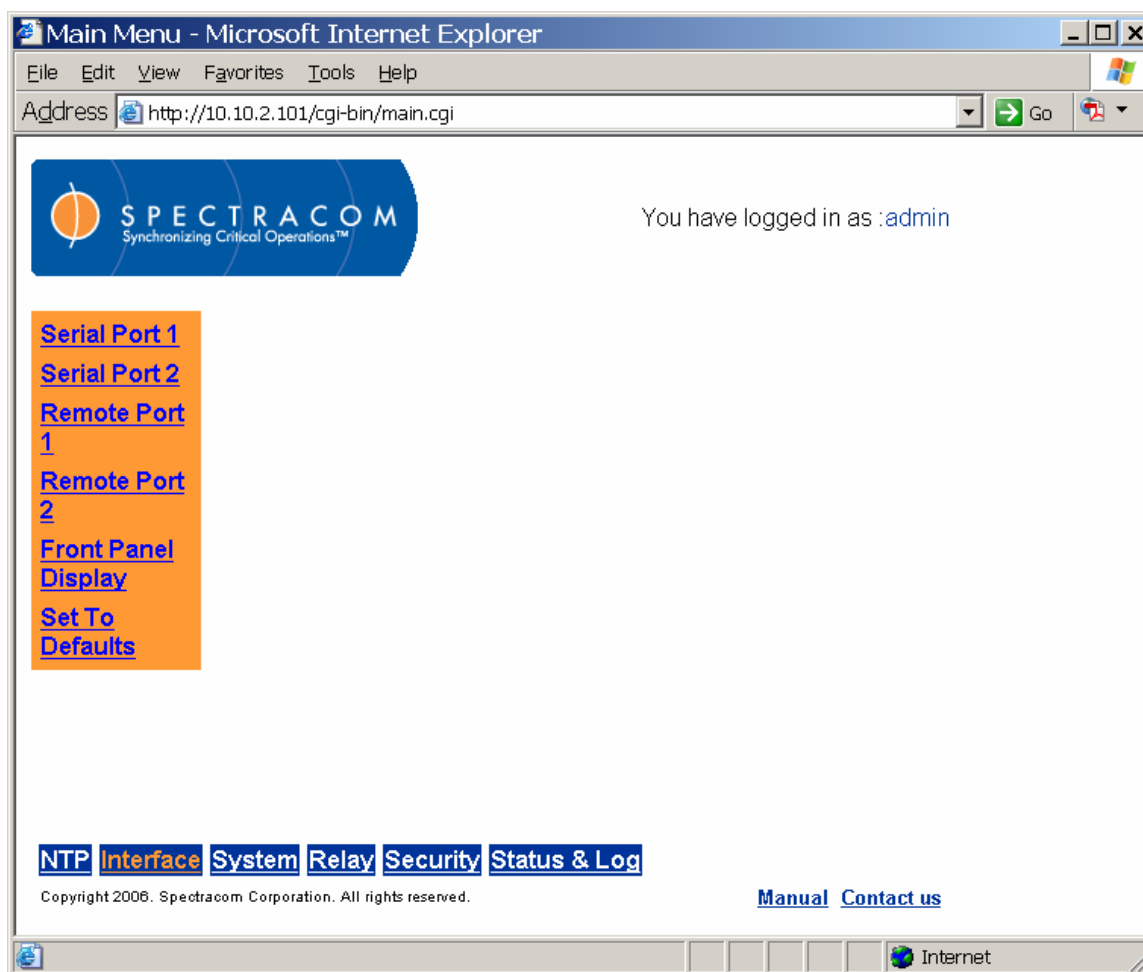 Main Menu - Microsoft Internet Explorer
File Edit View Favorites Tools Help
Address http://10.10.2.101/cgi-bin/main.cgi Go
SPECTRACOM
Synchronizing Critical Operations™
You have logged in as :admin
Serial Port 1
Serial Port 2
Remote Port
1
Remote Port
2
Front Panel
Display
Set To
Defaults
NTP Interface System Relay Security Status & Log
Copyright 2006. Spectracom Corporation. All rights reserved.
Manual Contact us
Internet